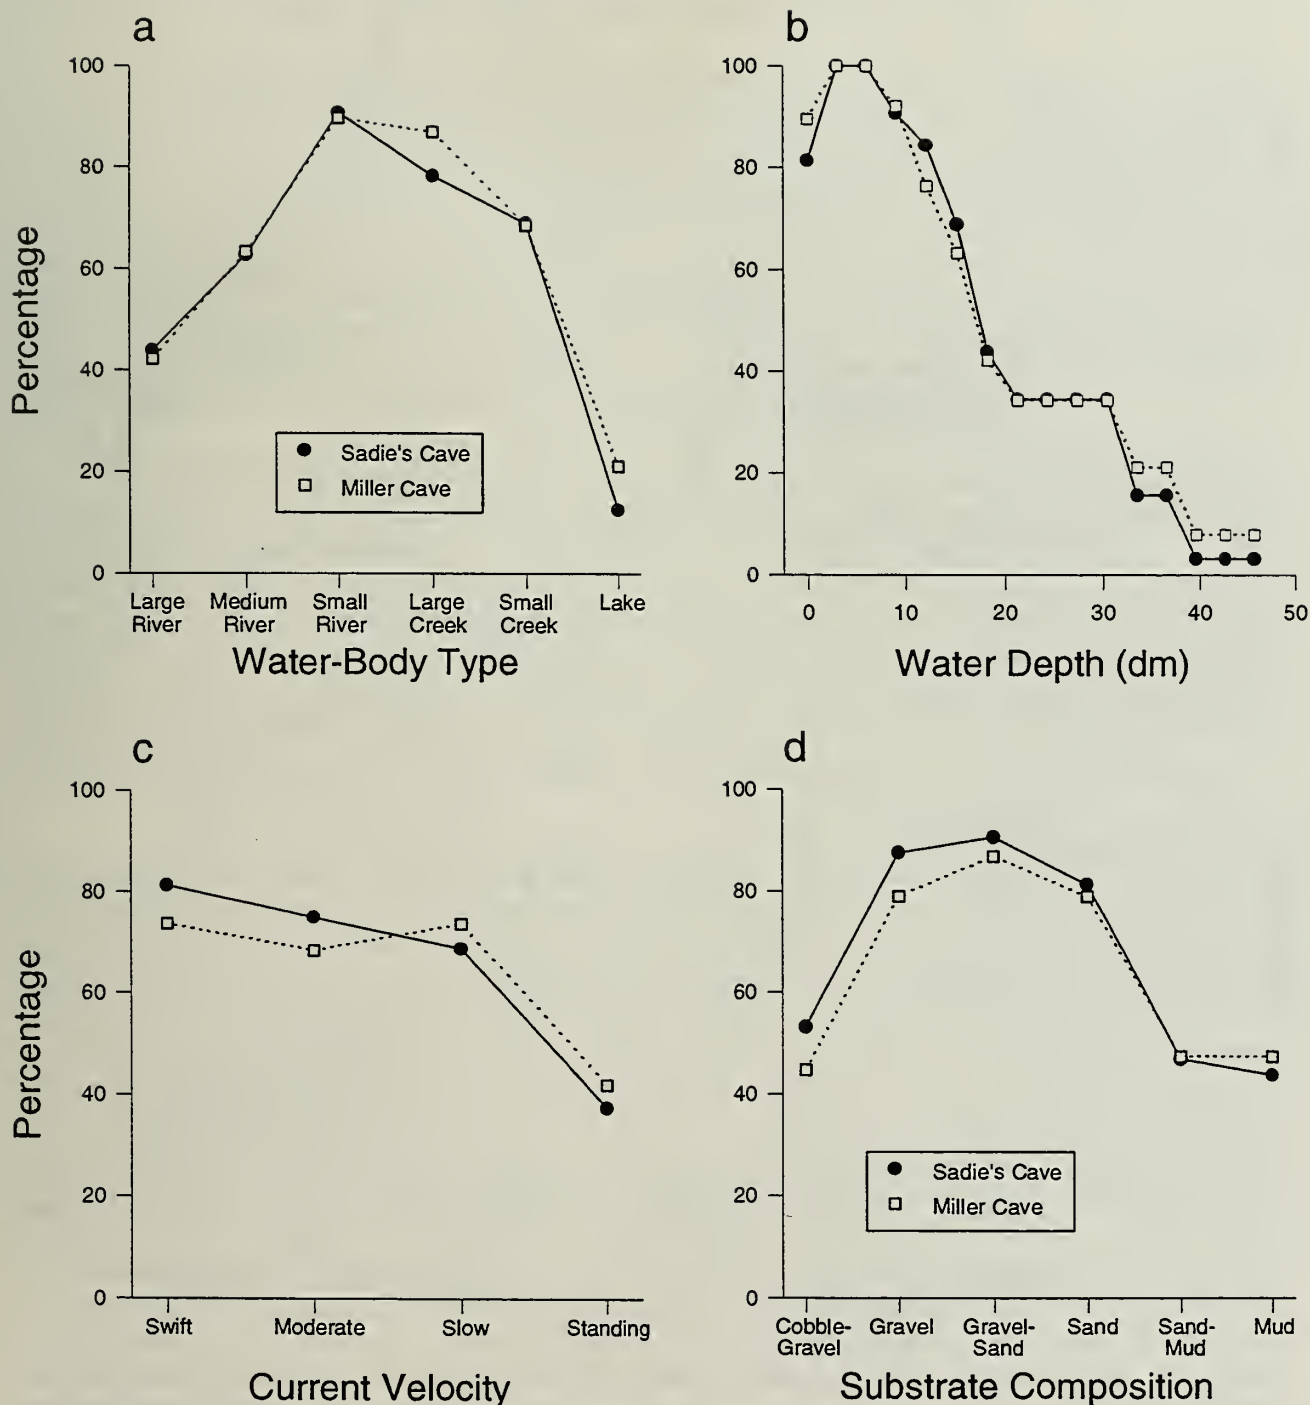 a
100
80
60
40
20
0
Percentage
Sadie's Cave
Miller Cave
Large River
Medium River
Small River
Large Creek
Small Creek
Lake
Water-Body Type
b
100
80
60
40
20
0
0 10 20 30 40 50
Water Depth (dm)
c
100
80
60
40
20
0
Percentage
Swift Moderate Slow Standing
Current Velocity
d
100
80
60
40
20
0
Sadie's Cave
Miller Cave
Cobble-
Gravel
Gravel
Gravel-
Sand
Sand
Sand-
Mud
Mud
Substrate Composition